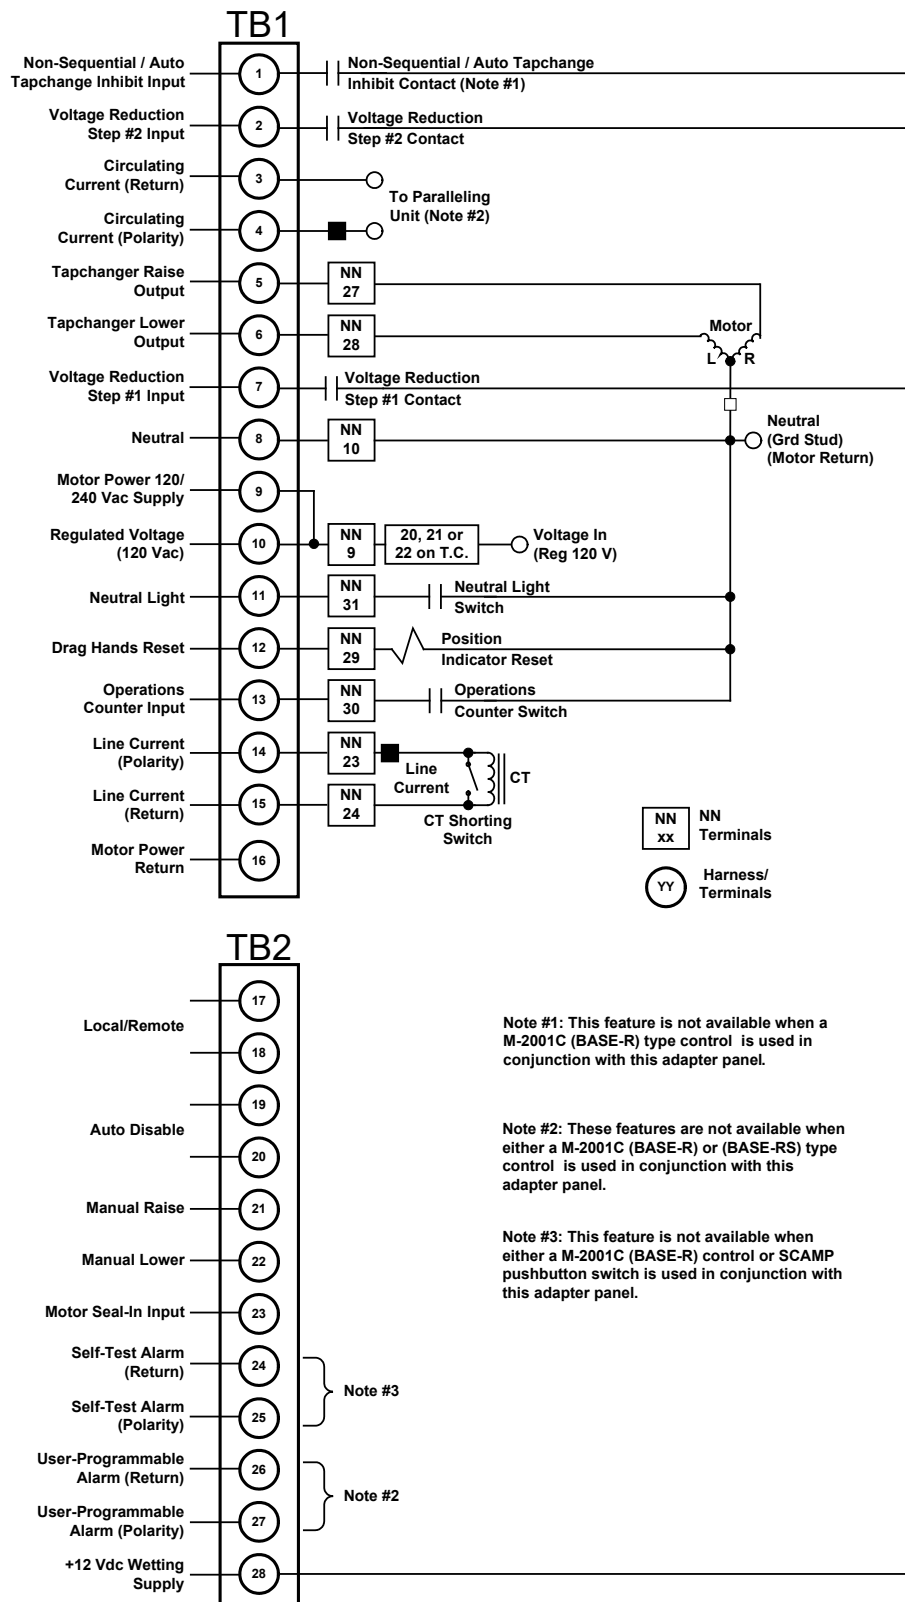 TB1
Non-Sequential / Auto
Tapchange Inhibit Input
1
Non-Sequential / Auto Tapchange
Inhibit Contact (Note #1)
Voltage Reduction
Step #2 Input
2
Voltage Reduction
Step #2 Contact
Circulating
Current (Return)
3
To Paralleling
Unit (Note #2)
Circulating
Current (Polarity)
4
Tapchanger Raise
Output
5
NN
27
Tapchanger Lower
Output
6
NN
28
Motor
L R
Voltage Reduction
Step #1 Input
7
Voltage Reduction
Step #1 Contact
Neutral
8
NN
10
Neutral
(Grd Stud)
(Motor Return)
Motor Power 120/
240 Vac Supply
9
Regulated Voltage
(120 Vac)
10
NN
9
20, 21 or
22 on T.C.
Voltage In
(Reg 120 V)
Neutral Light
11
NN
31
Neutral Light
Switch
Drag Hands Reset
12
NN
29
Position
Indicator Reset
Operations
Counter Input
13
NN
30
Operations
Counter Switch
Line Current
(Polarity)
14
NN
23
Line
Current
CT
Line Current
(Return)
15
NN
24
CT Shorting
Switch
Motor Power
Return
16
NN
xx
NN
Terminals
YY
Harness/
Terminals
TB2
Local/Remote
17
18
Auto Disable
19
20
Manual Raise
21
Manual Lower
22
Motor Seal-In Input
23
Self-Test Alarm
(Return)
24
Self-Test Alarm
(Polarity)
25
Note #3
User-Programmable
Alarm (Return)
26
User-Programmable
Alarm (Polarity)
27
Note #2
+12 Vdc Wetting
Supply
28
Note #1: This feature is not available when a
M-2001C (BASE-R) type control is used in
conjunction with this adapter panel.
Note #2: These features are not available when
either a M-2001C (BASE-R) or (BASE-RS) type
control is used in conjunction with this
adapter panel.
Note #3: This feature is not available when
either a M-2001C (BASE-R) control or SCAMP
pushbutton switch is used in conjunction with
this adapter panel.